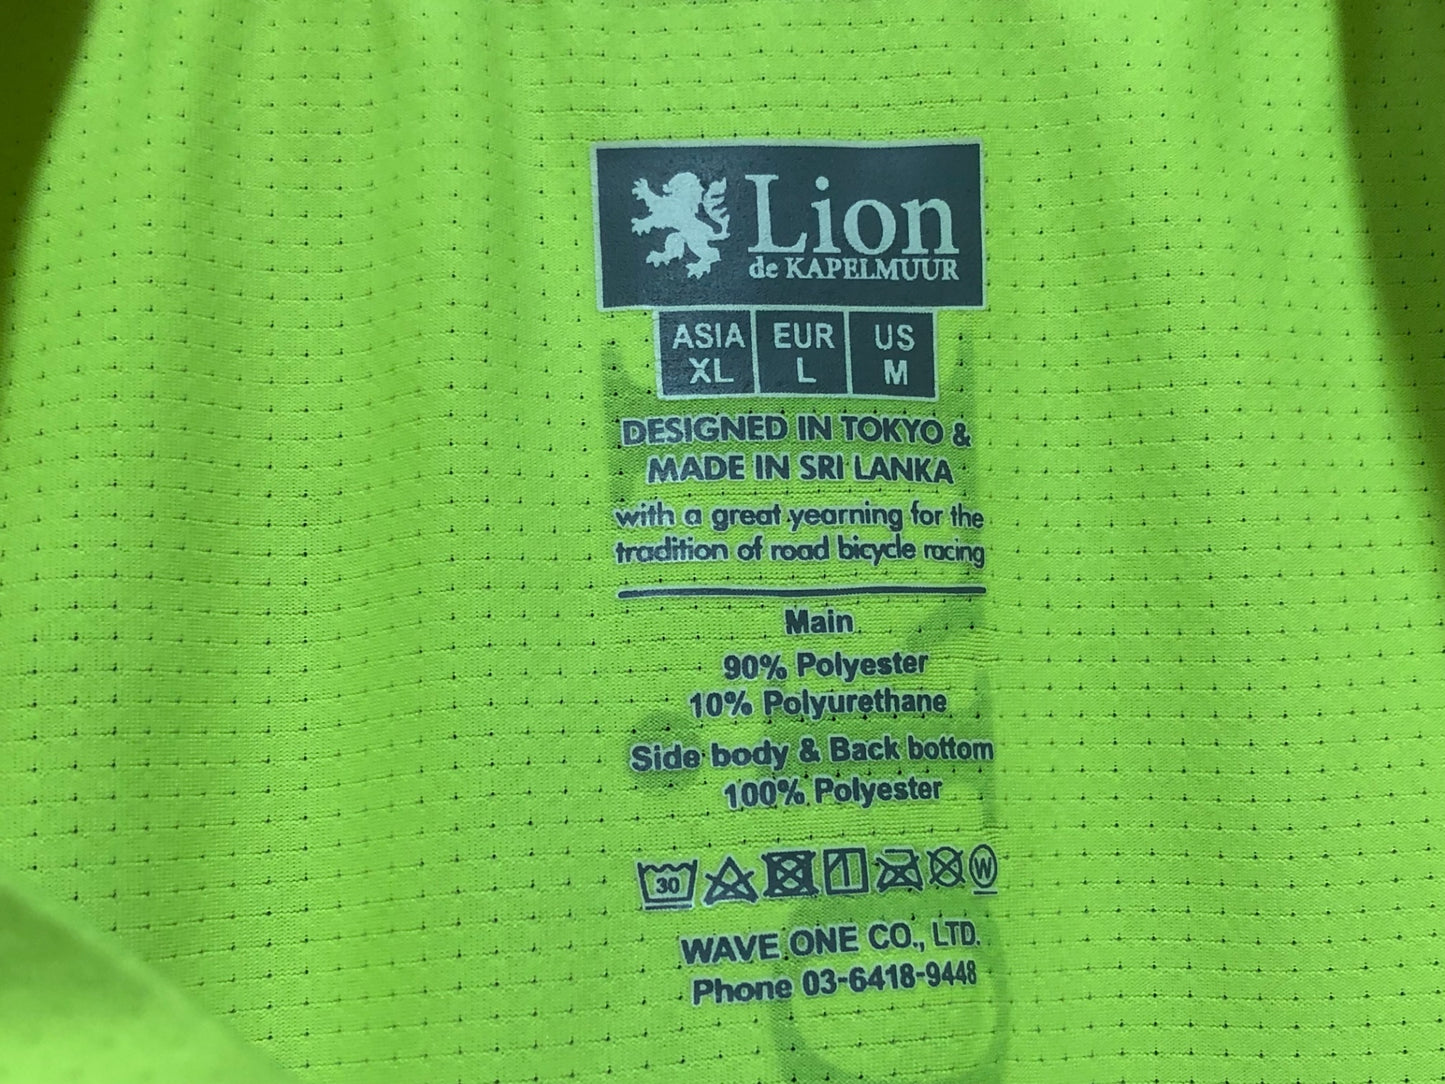 Lion
de KAPELMUUR
ASIA EUR US
XL L M
DESIGNED IN TOKYO &
MADE IN SRI LANKA
with a great yearning for the
tradition of road bicycle racing
Main
90% Polyester
10% Polyurethane
Side body & Back bottom
100% Polyester
30 W
WAVE ONE CO., LTD.
Phone 03-6418-9448